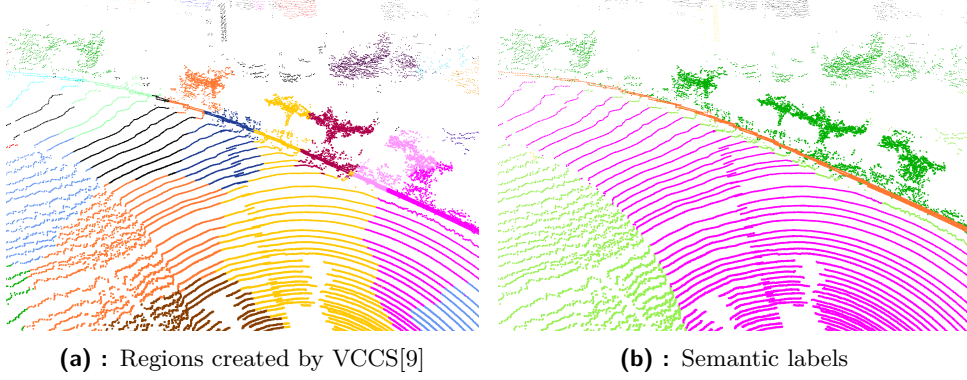 (a) : Regions created by VCCS[9]
(b) : Semantic labels